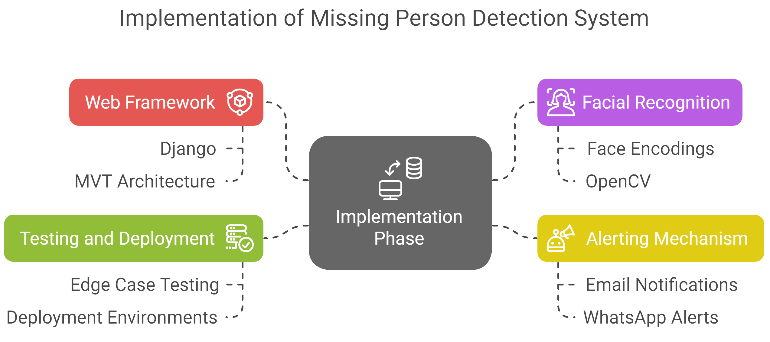 Implementation of Missing Person Detection System
Web Framework
Django
MVT Architecture
Testing and Deployment
Edge Case Testing
Deployment Environments
Implementation
Phase
Facial Recognition
Face Encodings
OpenCV
Alerting Mechanism
Email Notifications
WhatsApp Alerts